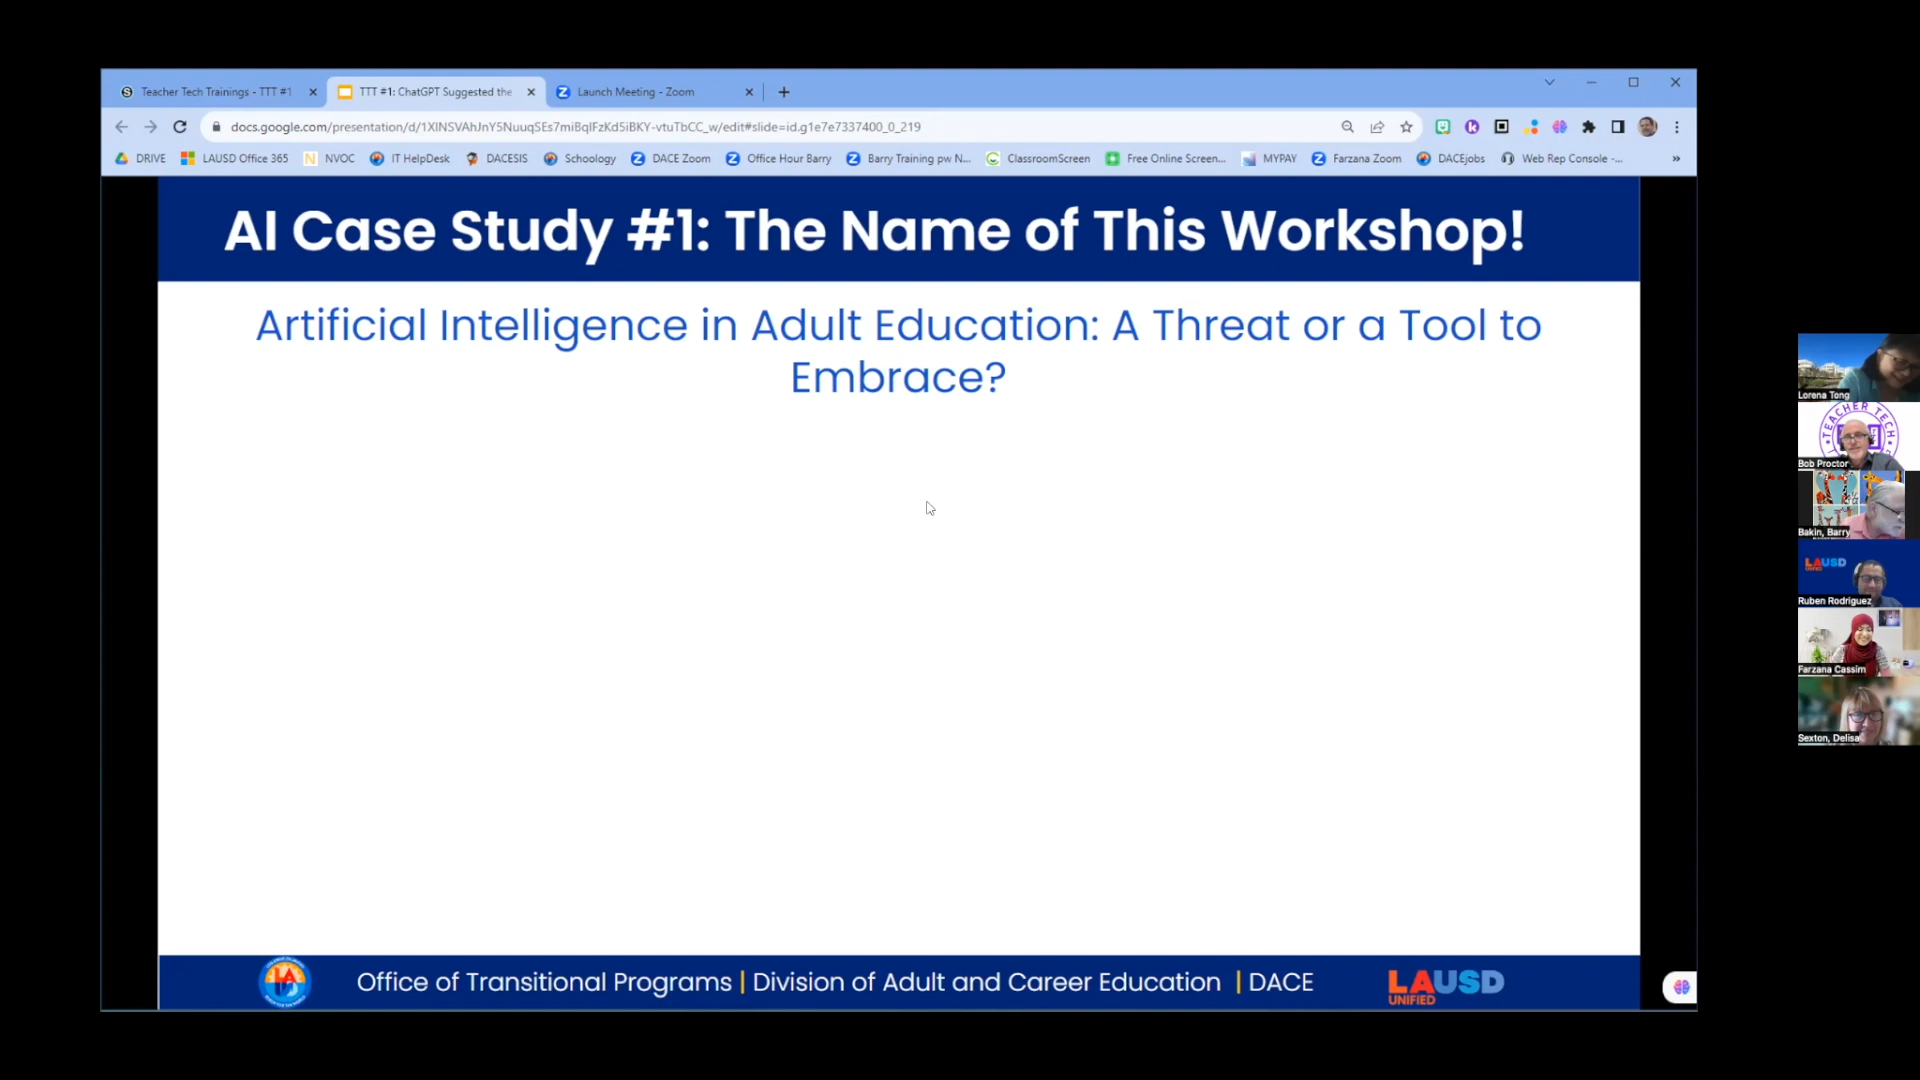 Teacher Tech Trainings - TTT #1
TTT #1: ChatGPT Suggested the
Launch Meeting - Zoom
docs.google.com/presentation/d/1XlNSVAhJnY5NuuqSEs7miBqIFzKd5iBKY-vtuTbCC_w/edit#slide=id.g1e7e7337400_0_219
DRIVE LAUSD Office 365 NVOC IT HelpDesk DACESIS Schoology DACE Zoom Office Hour Barry Barry Training pw N... ClassroomScreen Free Online Screen... MYPAY Farzana Zoom DACEjobs Web Rep Console -... »
AI Case Study #1: The Name of This Workshop!
Artificial Intelligence in Adult Education: A Threat or a Tool to
Embrace?
Office of Transitional Programs | Division of Adult and Career Education | DACE
LAUSD
UNIFIED
Lorena Tong
TEACHER TECH
Bob Proctor
Bakin, Barry
LAUSD
Ruben Rodriguez
Farzana Cassim
Sexton, Delisa